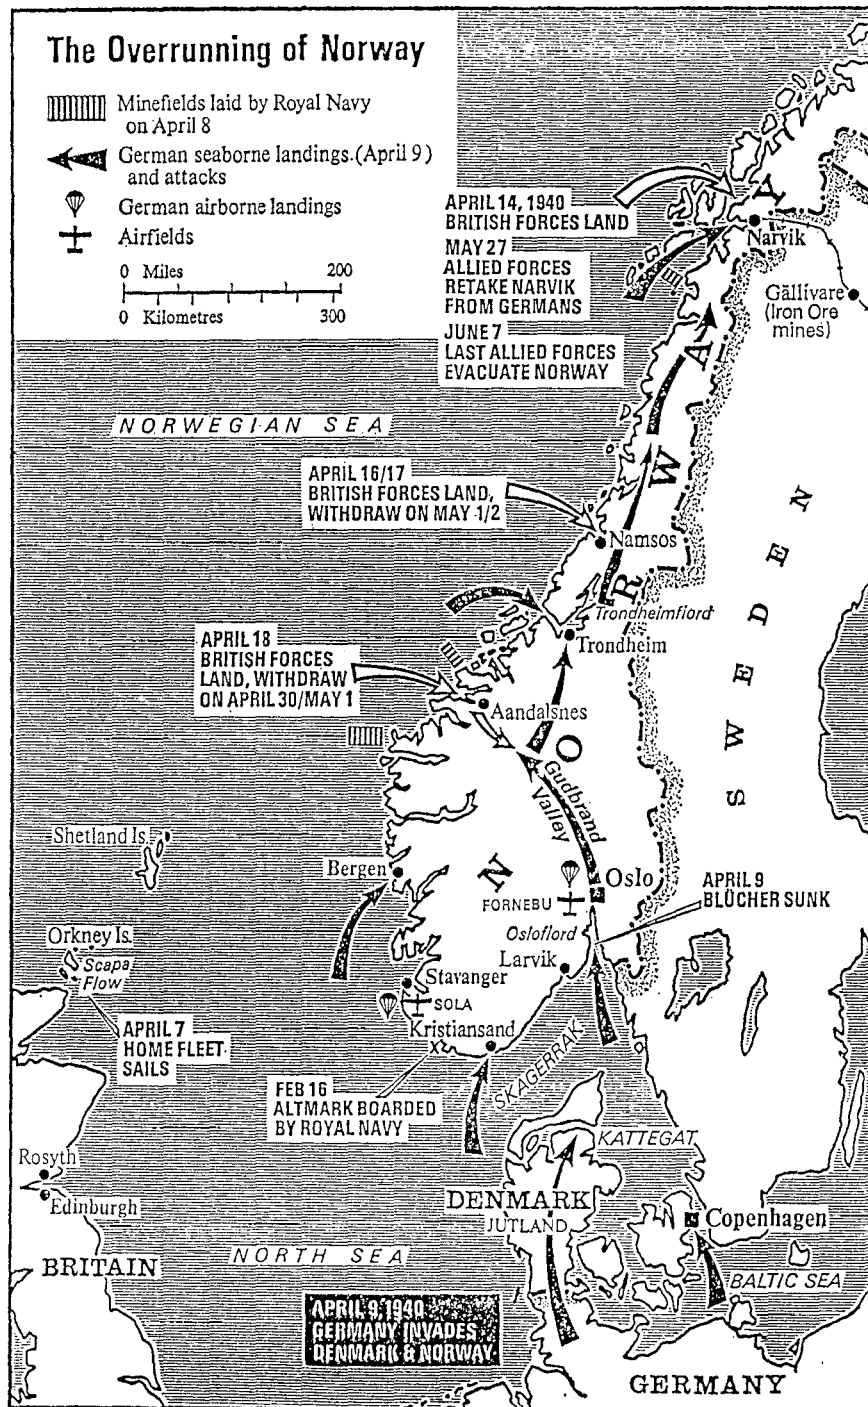 The Overrunning of Norway
Minefields laid by Royal Navy
on April 8
German seaborne landings.(April 9)
and attacks
German airborne landings
Airfields
0 Miles 200
0 Kilometres 300
APRIL 14, 1940
BRITISH FORCES LAND
MAY 27
ALLIED FORCES
RETAKE NARVIK
FROM GERMANS
JUNE 7
LAST ALLIED FORCES
EVACUATE NORWAY
Narvik
Gällivare
(Iron Ore
mines)
NORWEGIAN SEA
APRIL 16/17
BRITISH FORCES LAND,
WITHDRAW ON MAY 1/2
Namsos
Trondheimfiord
Trondheim
APRIL 18
BRITISH FORCES
LAND, WITHDRAW
ON APRIL 30/MAY 1
Aandalsnes
NORWAY
SWEDEN
Gudbrand
Valley
Shetland Is.
Bergen
Oslo
FORNEBU
Oslofiord
APRIL 9
BLÜCHER SUNK
Orkney Is.
Scapa
Flow
Larvik
Stavanger
SOLA
Kristiansand
APRIL 7
HOME FLEET
SAILS
SKAGERRAK
FEB 16
ALTMARK BOARDED
BY ROYAL NAVY
KATTEGAT
Rosyth
Edinburgh
DENMARK
JUTLAND
Copenhagen
NORTH SEA
BRITAIN
BALTIC SEA
APRIL 9, 1940
GERMANY INVADES
DENMARK & NORWAY
GERMANY